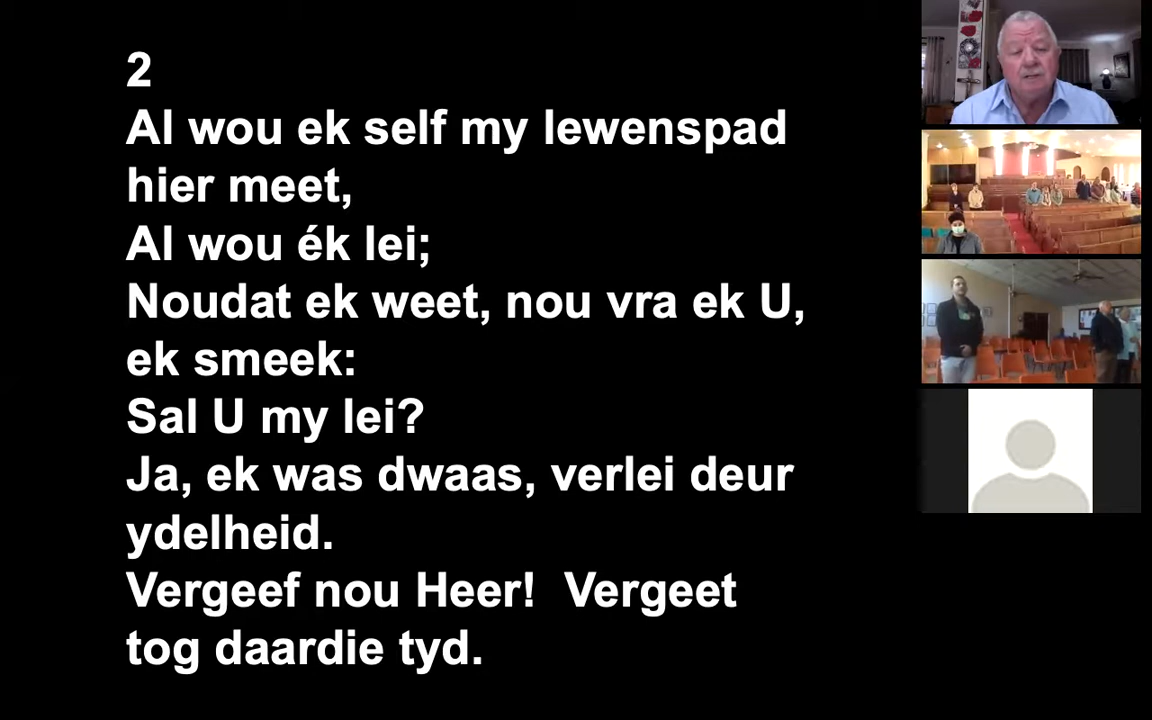 2
Al wou ek self my lewenspad
hier meet,
Al wou ék lei;
Noudat ek weet, nou vra ek U,
ek smeek:
Sal U my lei?
Ja, ek was dwaas, verlei deur
ydelheid.
Vergeef nou Heer!  Vergeet
tog daardie tyd.